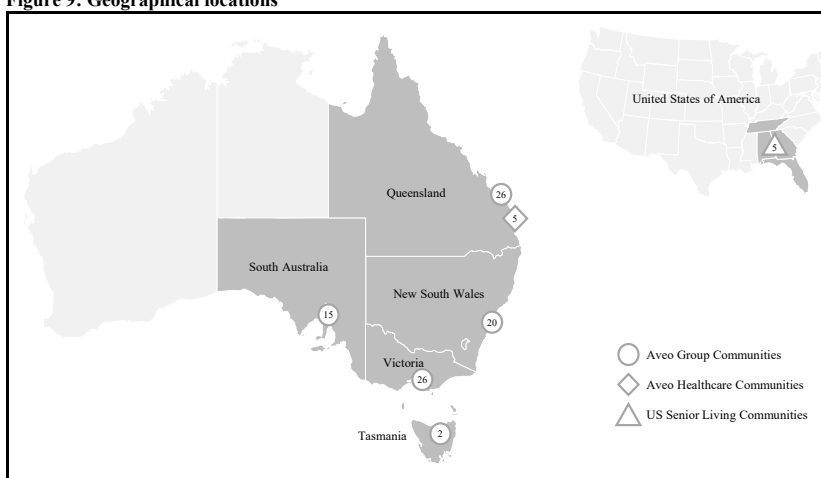 Figure 9: Geographical locations
United States of America
5
Queensland
26
5
South Australia
New South Wales
15
20
Victoria
26
Aveo Group Communities
Aveo Healthcare Communities
US Senior Living Communities
Tasmania
2